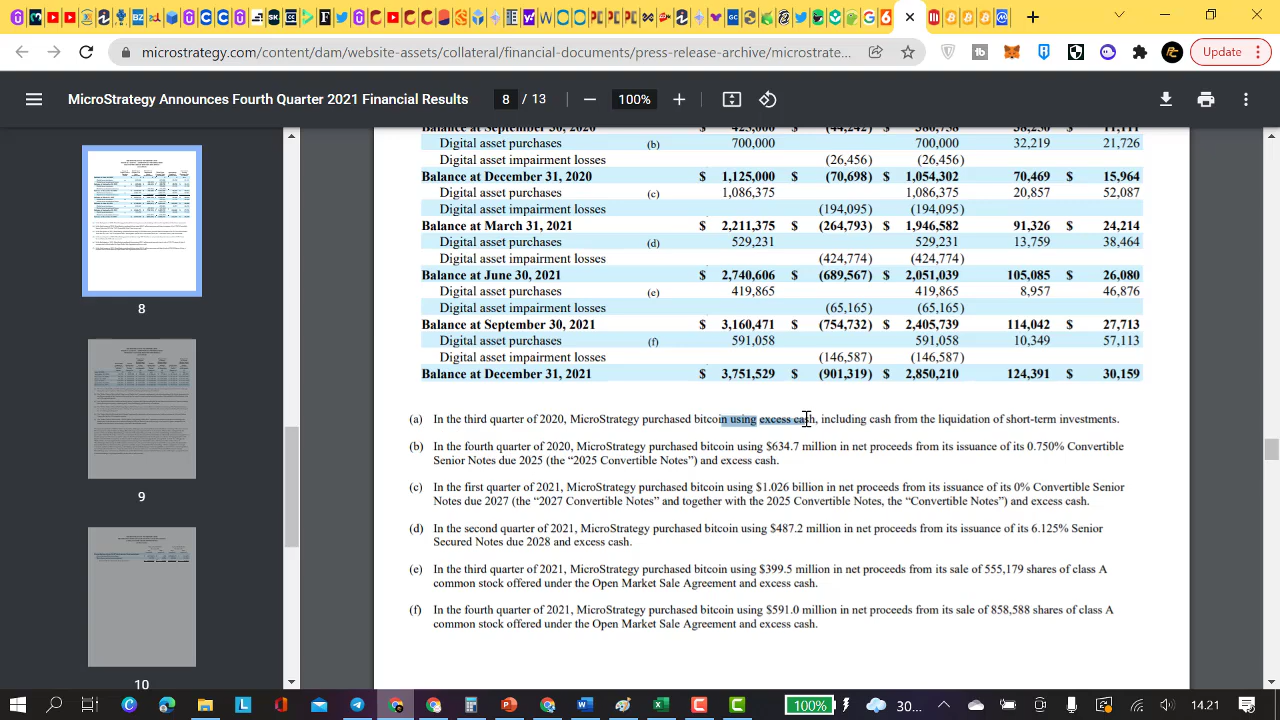 microstrategy.com/content/dam/website-assets/collateral/financial-documents/press-release-archive/microstrate...
Update
MicroStrategy Announces Fourth Quarter 2021 Financial Results
8 / 13
100%
Balance at September 30, 2020 $ 425,000 $ (44,242) $ 380,758 38,250 $ 11,111
Digital asset purchases (b) 700,000 700,000 32,219 21,726
Digital asset impairment losses (26,456) (26,456)
Balance at December 31, 2020 $ 1,125,000 $ (70,698) $ 1,054,302 70,469 $ 15,964
Digital asset purchases (c) 1,086,375 1,086,375 20,857 52,087
Digital asset impairment losses (194,095) (194,095)
Balance at March 31, 2021 $ 2,211,375 $ (264,793) $ 1,946,582 91,326 $ 24,214
Digital asset purchases (d) 529,231 529,231 13,759 38,464
Digital asset impairment losses (424,774) (424,774)
Balance at June 30, 2021 $ 2,740,606 $ (689,567) $ 2,051,039 105,085 $ 26,080
Digital asset purchases (e) 419,865 419,865 8,957 46,876
Digital asset impairment losses (65,165) (65,165)
Balance at September 30, 2021 $ 3,160,471 $ (754,732) $ 2,405,739 114,042 $ 27,713
Digital asset purchases (f) 591,058 591,058 10,349 57,113
Digital asset impairment losses (146,587) (146,587)
Balance at December 31, 2021 $ 3,751,529 $ (901,319) $ 2,850,210 124,391 $ 30,159
(a) In the third quarter of 2020, MicroStrategy purchased bitcoin using excess cash, including cash from the liquidation of short-term investments.
(b) In the fourth quarter of 2020, MicroStrategy purchased bitcoin using $634.7 million in net proceeds from its issuance of its 0.750% Convertible
Senior Notes due 2025 (the “2025 Convertible Notes”) and excess cash.
(c) In the first quarter of 2021, MicroStrategy purchased bitcoin using $1.026 billion in net proceeds from its issuance of its 0% Convertible Senior
Notes due 2027 (the “2027 Convertible Notes” and together with the 2025 Convertible Notes, the “Convertible Notes”) and excess cash.
(d) In the second quarter of 2021, MicroStrategy purchased bitcoin using $487.2 million in net proceeds from its issuance of its 6.125% Senior
Secured Notes due 2028 and excess cash.
(e) In the third quarter of 2021, MicroStrategy purchased bitcoin using $399.5 million in net proceeds from its sale of 555,179 shares of class A
common stock offered under the Open Market Sale Agreement and excess cash.
(f) In the fourth quarter of 2021, MicroStrategy purchased bitcoin using $591.0 million in net proceeds from its sale of 858,588 shares of class A
common stock offered under the Open Market Sale Agreement and excess cash.
8
9
10
100%
30...
ENG
14.21